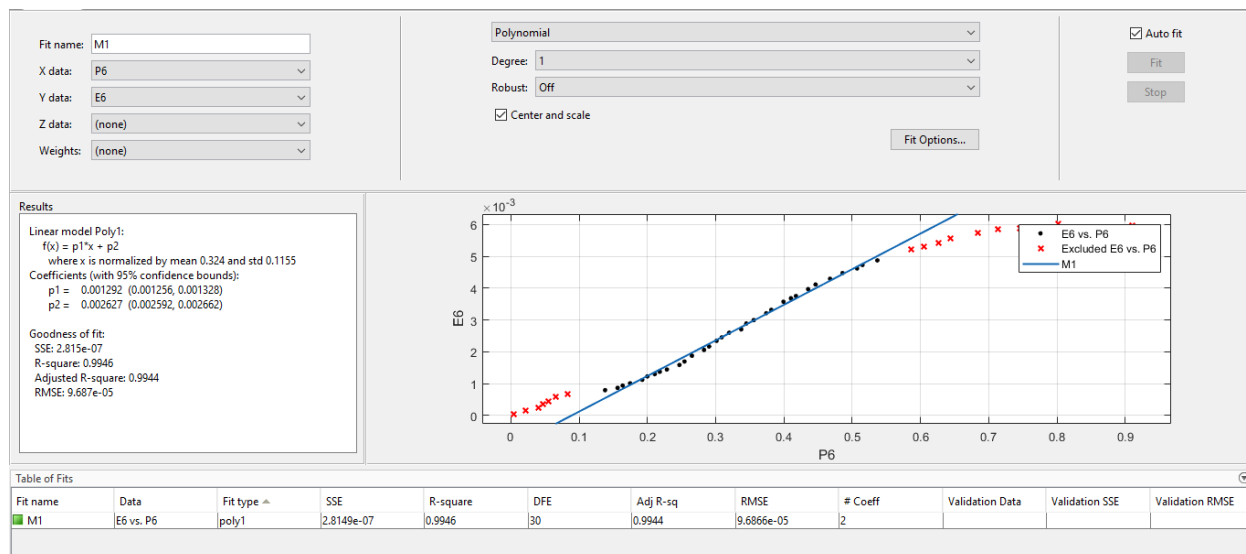 Fit name: M1
X data: P6
Y data: E6
Z data: (none)
Weights: (none)
Polynomial
Degree: 1
Robust: Off
Center and scale
Fit Options...
Auto fit
Fit
Stop
Results
Linear model Poly1:
f(x) = p1*x + p2
where x is normalized by mean 0.324 and std 0.1155
Coefficients (with 95% confidence bounds):
p1 = 0.001292 (0.001256, 0.001328)
p2 = 0.002627 (0.002592, 0.002662)
Goodness of fit:
SSE: 2.815e-07
R-square: 0.9946
Adjusted R-square: 0.9944
RMSE: 9.687e-05
×10⁻³
6
5
4
3
2
1
0
E6
0 0.1 0.2 0.3 0.4 0.5 0.6 0.7 0.8 0.9
P6
E6 vs. P6
Excluded E6 vs. P6
M1
Table of Fits
Fit name Data Fit type SSE R-square DFE Adj R-sq RMSE # Coeff Validation Data Validation SSE Validation RMSE
M1 E6 vs. P6 poly1 2.8149e-07 0.9946 30 0.9944 9.6866e-05 2